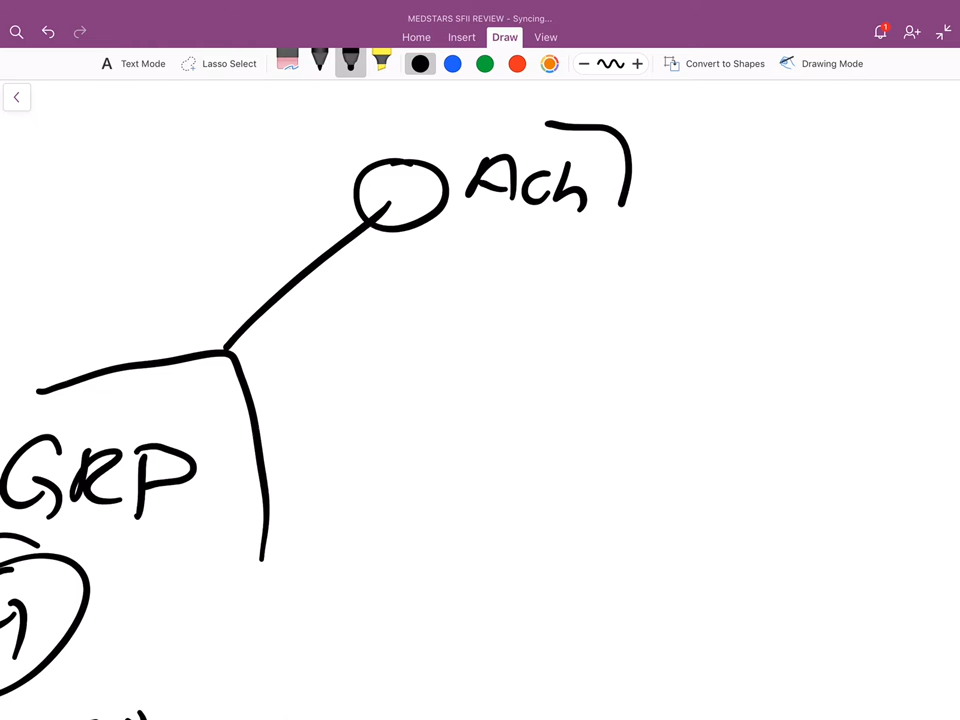 MEDSTARS SFII REVIEW - Syncing...
Home Insert Draw View
1
A Text Mode Lasso Select Convert to Shapes Drawing Mode
Ach
GRP